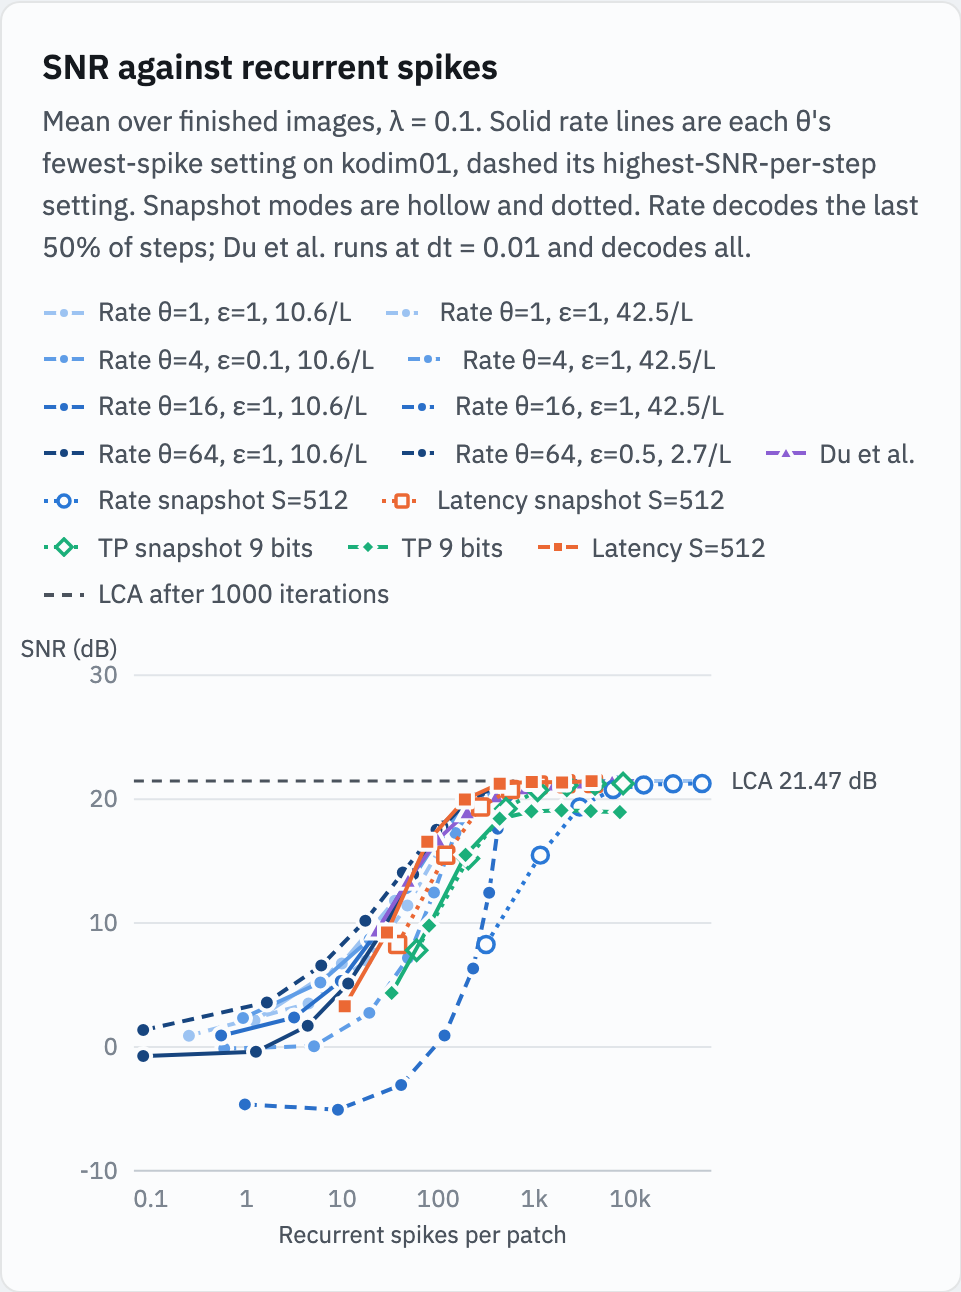 SNR against recurrent spikes
Mean over finished images, λ = 0.1. Solid rate lines are each θ's
fewest-spike setting on kodim01, dashed its highest-SNR-per-step
setting. Snapshot modes are hollow and dotted. Rate decodes the last
50% of steps; Du et al. runs at dt = 0.01 and decodes all.
Rate θ=1, ε=1, 10.6/L Rate θ=1, ε=1, 42.5/L
Rate θ=4, ε=0.1, 10.6/L Rate θ=4, ε=1, 42.5/L
Rate θ=16, ε=1, 10.6/L Rate θ=16, ε=1, 42.5/L
Rate θ=64, ε=1, 10.6/L Rate θ=64, ε=0.5, 2.7/L Du et al.
Rate snapshot S=512 Latency snapshot S=512
TP snapshot 9 bits TP 9 bits Latency S=512
LCA after 1000 iterations
SNR (dB)
30
LCA 21.47 dB
20
10
0
-10
0.1 1 10 100 1k 10k
Recurrent spikes per patch